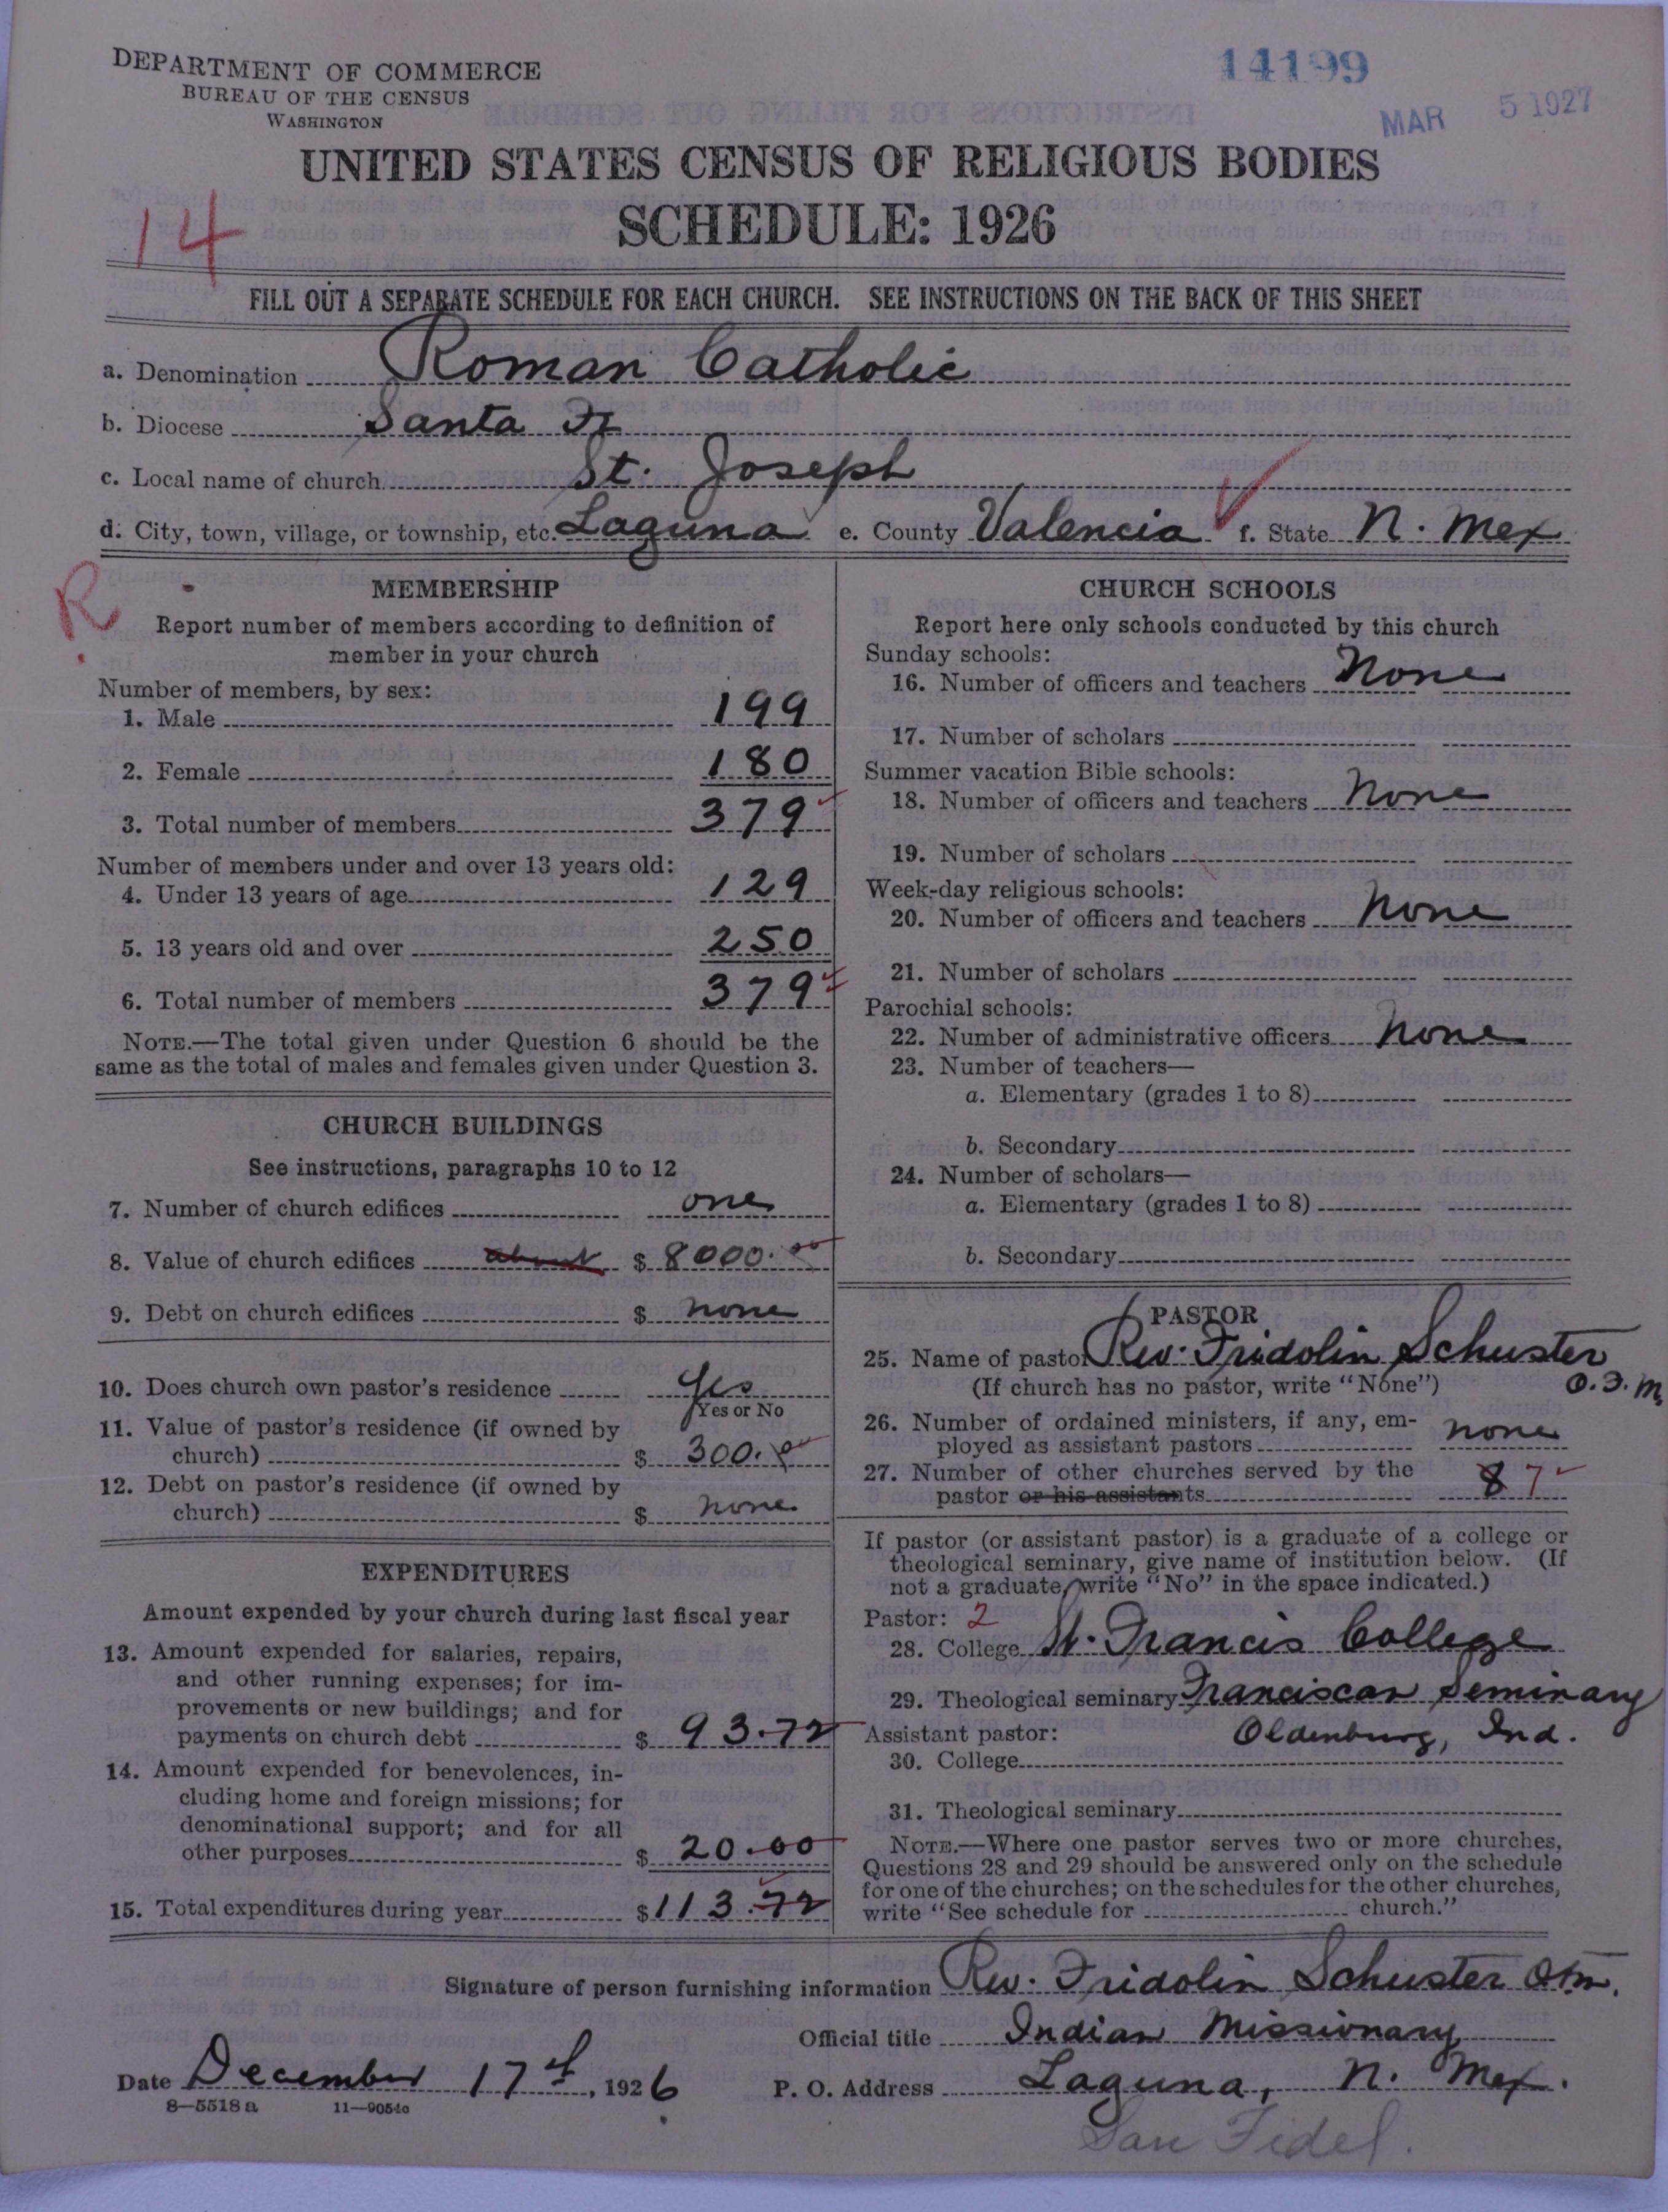 DEPARTMENT OF COMMERCE
BUREAU OF THE CENSUS
WASHINGTON
14199
MAR 5 1927
UNITED STATES CENSUS OF RELIGIOUS BODIES
SCHEDULE: 1926
14
FILL OUT A SEPARATE SCHEDULE FOR EACH CHURCH. SEE INSTRUCTIONS ON THE BACK OF THIS SHEET
a. Denomination Roman Catholic
b. Diocese Santa Fe
c. Local name of church St. Joseph
d. City, town, village, or township, etc. Laguna e. County Valencia f. State N. Mex
R.
MEMBERSHIP
Report number of members according to definition of
member in your church
Number of members, by sex:
1. Male 199
2. Female 180
3. Total number of members 379
Number of members under and over 13 years old:
4. Under 13 years of age 129
5. 13 years old and over 250
6. Total number of members 379
NOTE.—The total given under Question 6 should be the
same as the total of males and females given under Question 3.
CHURCH BUILDINGS
See instructions, paragraphs 10 to 12
7. Number of church edifices one
8. Value of church edifices about $ 8000.00
9. Debt on church edifices $ none
10. Does church own pastor's residence Yes
Yes or No
11. Value of pastor's residence (if owned by
church) $ 300.00
12. Debt on pastor's residence (if owned by
church) $ none.
EXPENDITURES
Amount expended by your church during last fiscal year
13. Amount expended for salaries, repairs,
and other running expenses; for im-
provements or new buildings; and for
payments on church debt $ 93.72
14. Amount expended for benevolences, in-
cluding home and foreign missions; for
denominational support; and for all
other purposes $ 20.00
15. Total expenditures during year $ 113.72
CHURCH SCHOOLS
Report here only schools conducted by this church
Sunday schools:
16. Number of officers and teachers None
17. Number of scholars
Summer vacation Bible schools:
18. Number of officers and teachers None
19. Number of scholars
Week-day religious schools:
20. Number of officers and teachers None
21. Number of scholars
Parochial schools:
22. Number of administrative officers None
23. Number of teachers—
a. Elementary (grades 1 to 8)
b. Secondary
24. Number of scholars—
a. Elementary (grades 1 to 8)
b. Secondary
PASTOR
25. Name of pastor Rev. Fridolin Schuster
(If church has no pastor, write "None") O.F.M.
26. Number of ordained ministers, if any, em-
ployed as assistant pastors none
27. Number of other churches served by the
pastor or his assistants 8 7
If pastor (or assistant pastor) is a graduate of a college or
theological seminary, give name of institution below. (If
not a graduate, write "No" in the space indicated.)
Pastor: 2
28. College St. Francis College
29. Theological seminary Franciscan Seminary
Assistant pastor: Oldenburg, Ind.
30. College
31. Theological seminary
NOTE.—Where one pastor serves two or more churches,
Questions 28 and 29 should be answered only on the schedule
for one of the churches; on the schedules for the other churches,
write "See schedule for church."
Signature of person furnishing information Rev. Fridolin Schuster O.F.M.
Official title Indian Missionary
Date December 17th, 1926 P. O. Address Laguna, N. Mex.
8—5518 a 11—9054c
San Fidel.